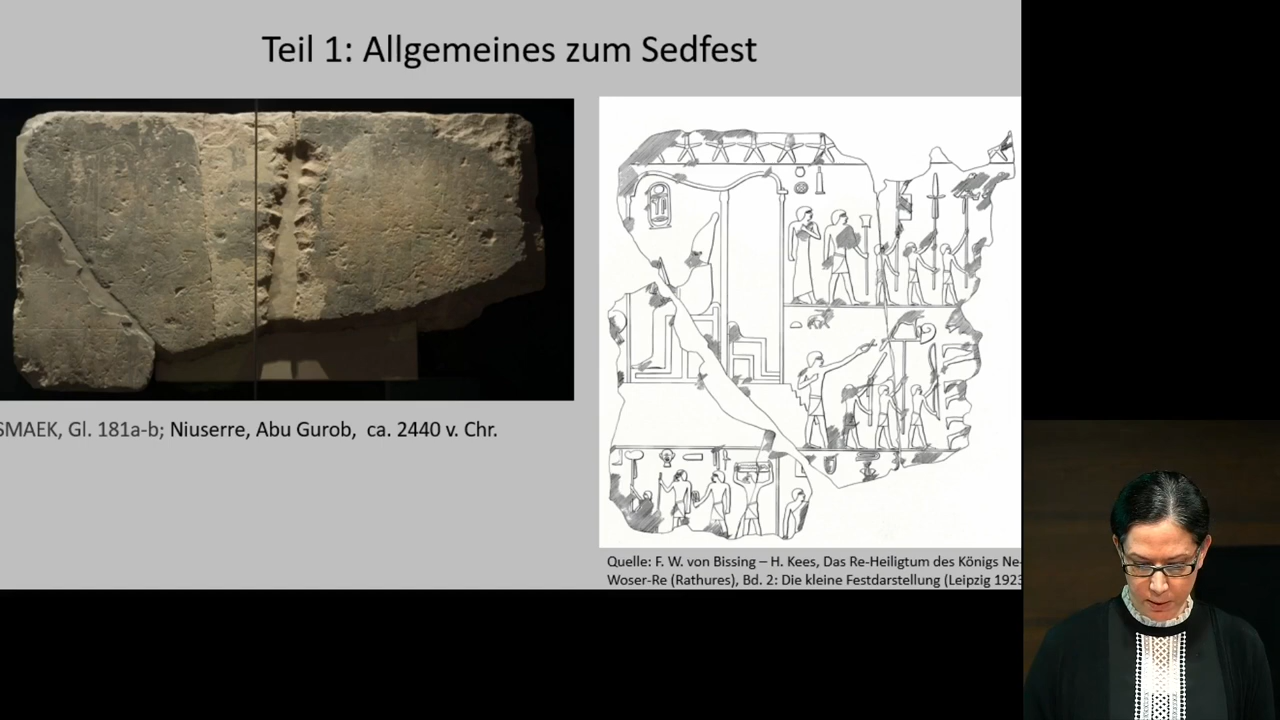 Teil 1: Allgemeines zum Sedfest
SMAEK, Gl. 181a-b; Niuserre, Abu Gurob, ca. 2440 v. Chr.
Quelle: F. W. von Bissing – H. Kees, Das Re-Heiligtum des Königs Ne-
Woser-Re (Rathures), Bd. 2: Die kleine Festdarstellung (Leipzig 1923